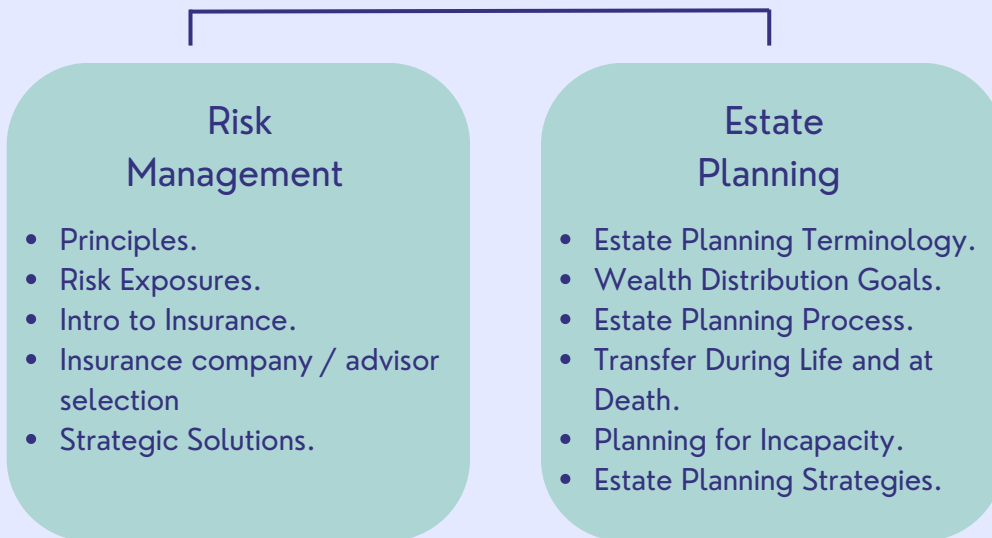 Risk
Management
• Principles.
• Risk Exposures.
• Intro to Insurance.
• Insurance company / advisor
selection
• Strategic Solutions.
Estate
Planning
• Estate Planning Terminology.
• Wealth Distribution Goals.
• Estate Planning Process.
• Transfer During Life and at
Death.
• Planning for Incapacity.
• Estate Planning Strategies.